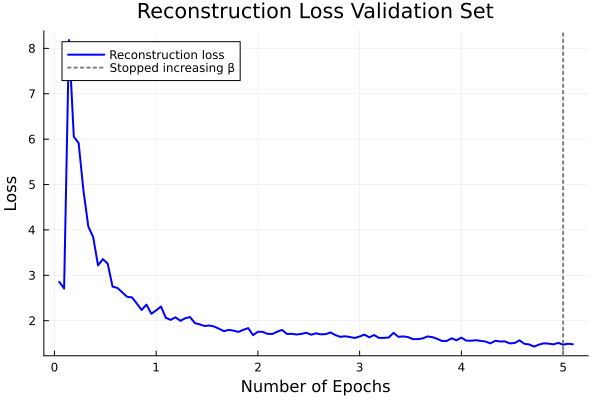 Reconstruction Loss Validation Set
Reconstruction loss
Stopped increasing β
8
7
6
5
4
3
2
Loss
0 1 2 3 4 5
Number of Epochs